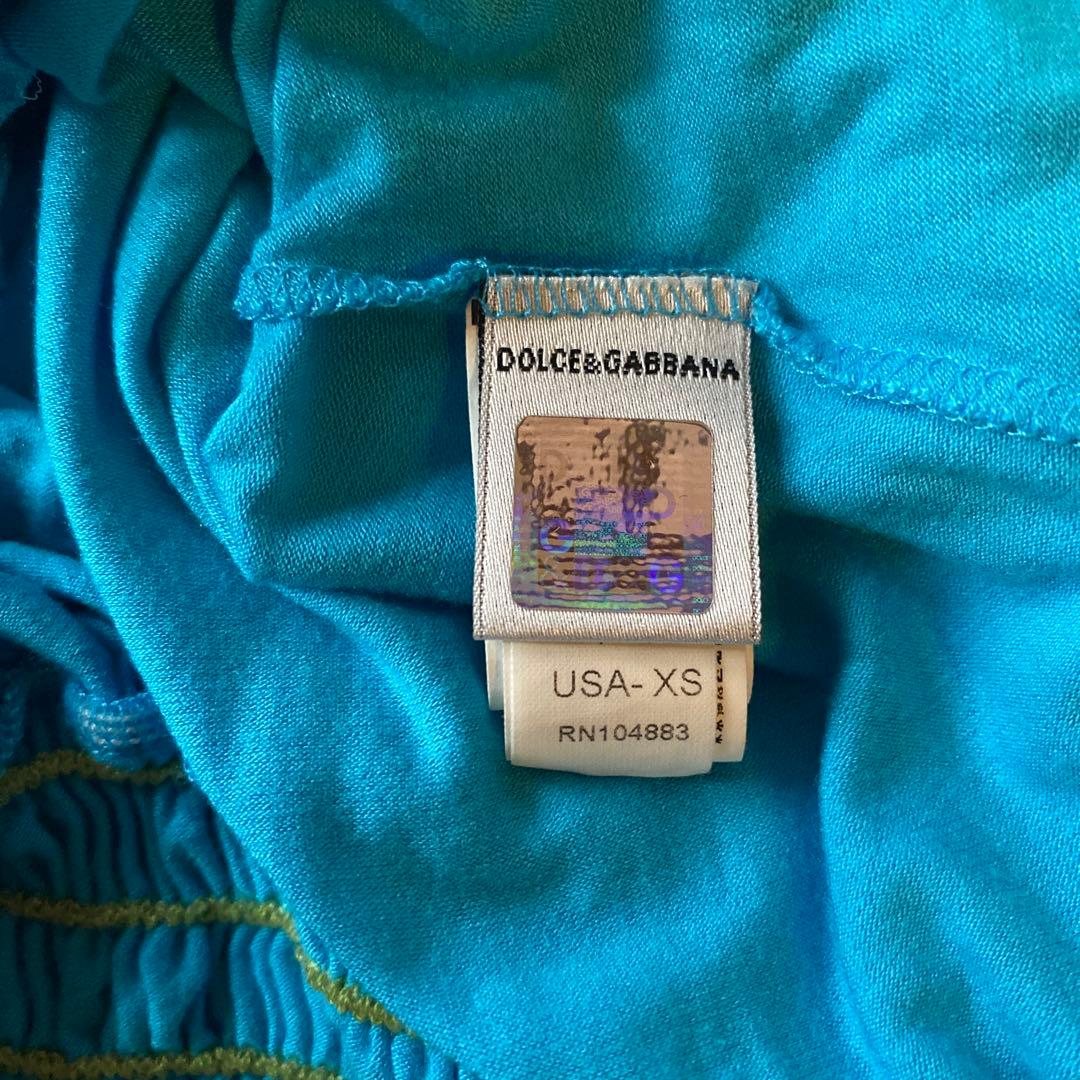 DOLCE&GABBANA
USA- XS
RN104883